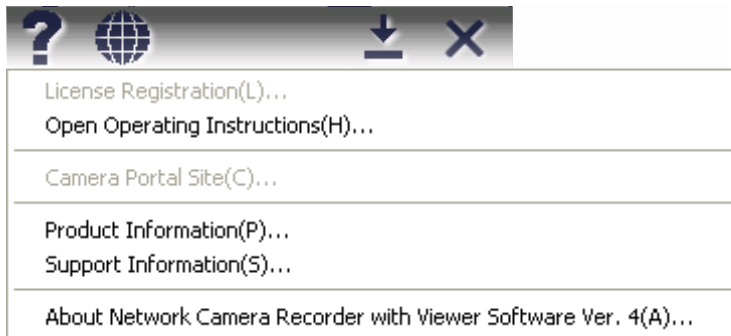 ?
License Registration(L)...
Open Operating Instructions(H)...
Camera Portal Site(C)...
Product Information(P)...
Support Information(S)...
About Network Camera Recorder with Viewer Software Ver. 4(A)...